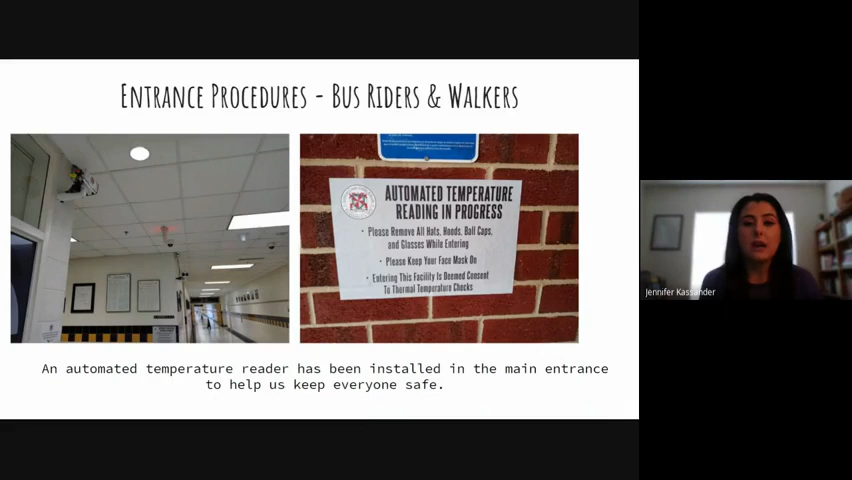 ENTRANCE PROCEDURES - BUS RIDERS & WALKERS
AUTOMATED TEMPERATURE
READING IN PROGRESS
• Please Remove All Hats, Hoods, Ball Caps,
and Glasses While Entering
• Please Keep Your Face Mask On
• Entering This Facility Is Deemed Consent
To Thermal Temperature Checks
An automated temperature reader has been installed in the main entrance
to help us keep everyone safe.
Jennifer Kassander